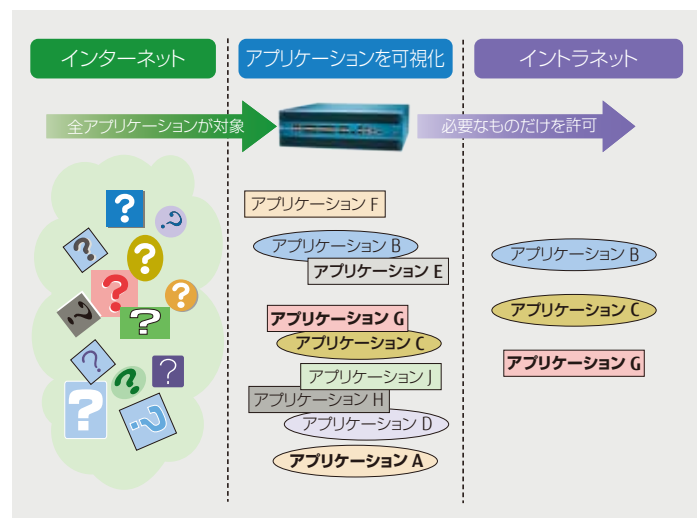 インターネット
アプリケーションを可視化
イントラネット
全アプリケーションが対象
必要なものだけを許可
?
?
?
?
?
?
?
?
?
?
?
?
?
アプリケーション F
アプリケーション B
アプリケーション E
アプリケーション G
アプリケーション C
アプリケーション J
アプリケーション H
アプリケーション D
アプリケーション A
アプリケーション B
アプリケーション C
アプリケーション G